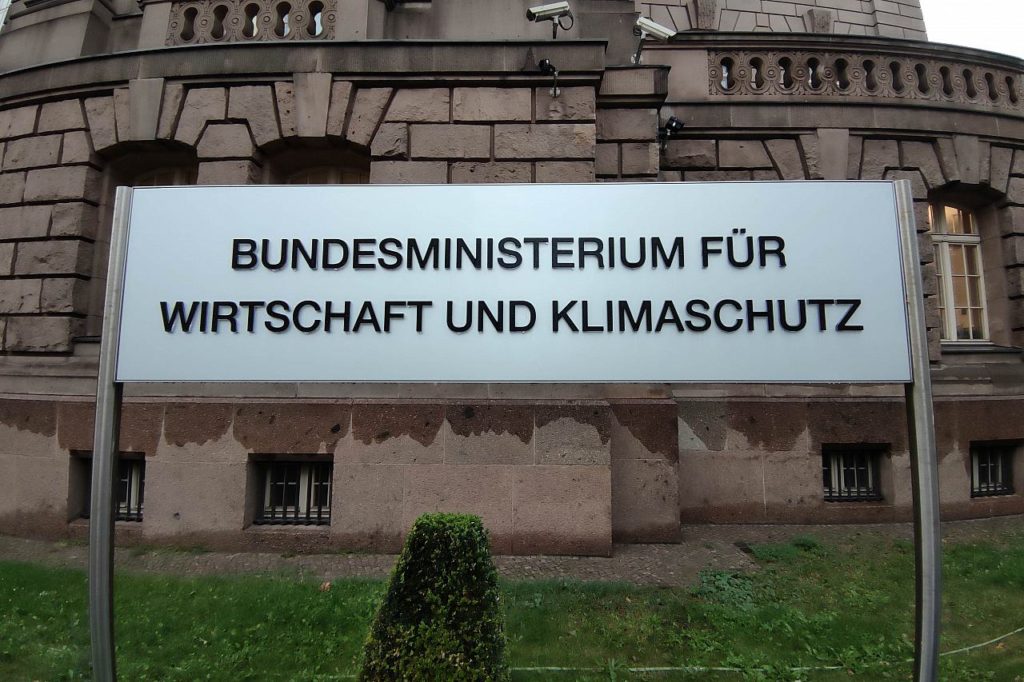 BUNDESMINISTERIUM FÜR
WIRTSCHAFT UND KLIMASCHUTZ